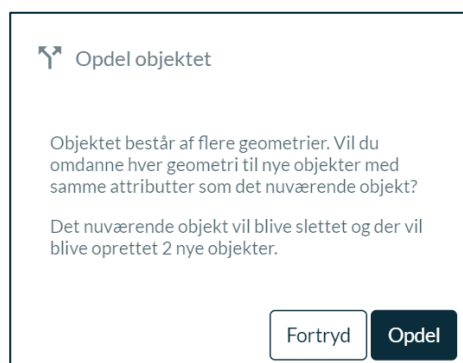 Opdel objektet
Objektet består af flere geometrier. Vil du
omdanne hver geometri til nye objekter med
samme attributter som det nuværende objekt?
Det nuværende objekt vil blive slettet og der vil
blive oprettet 2 nye objekter.
Fortryd Opdel